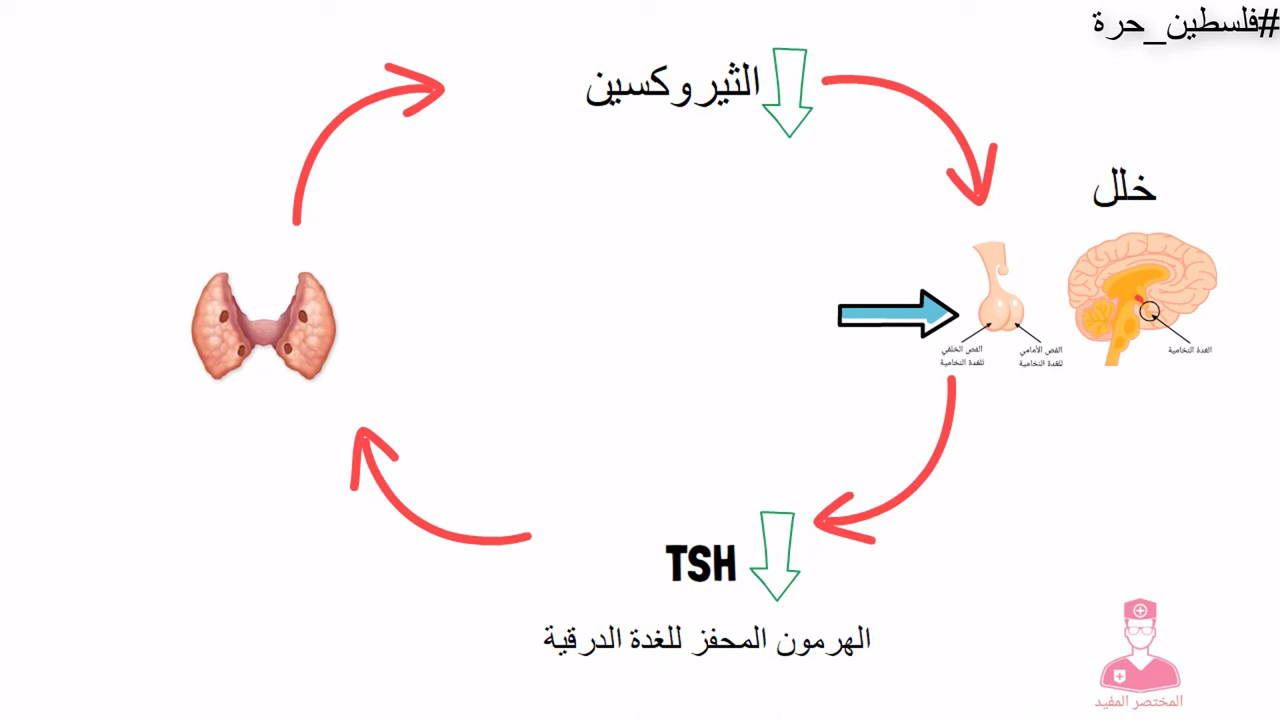 #فلسطين_حرة
الثيروكسين
خلل
الفص الخلفي
للغدة النخامية
الفص الأمامي
للغدة النخامية
الغدة النخامية
TSH
الهرمون المحفز للغدة الدرقية
المختصر المفيد